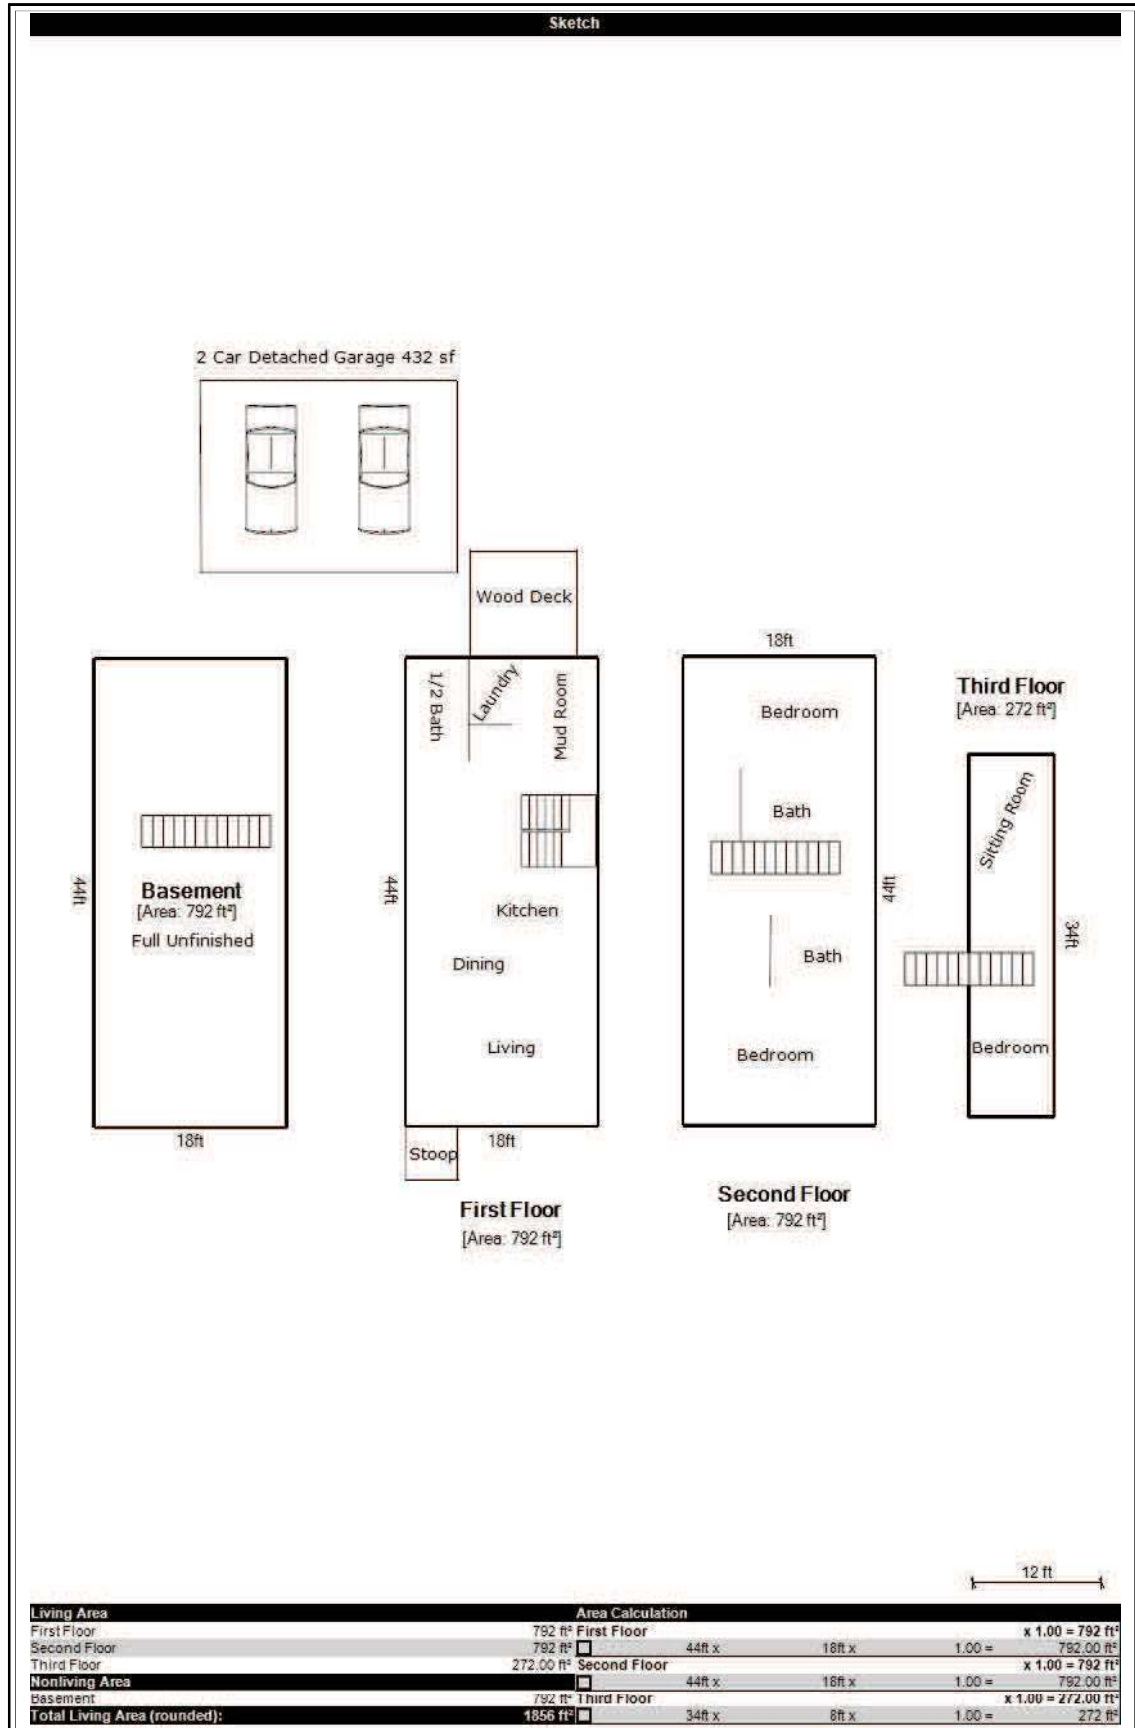 Sketch
2 Car Detached Garage 432 sf
Wood Deck
18ft
1/2 Bath
Laundry
Mud Room
Bedroom
Third Floor
[Area: 272 ft²]
Sitting Room
Bath
44ft
Basement
[Area: 792 ft²]
Full Unfinished
44ft
Kitchen
44ft
34ft
Dining
Bath
Living
Bedroom
Bedroom
18ft
Stoop
18ft
First Floor
[Area: 792 ft²]
Second Floor
[Area: 792 ft²]
12 ft
Living Area Area Calculation
First Floor 792 ft² First Floor x 1.00 = 792 ft²
Second Floor 792 ft² 44ft x 18ft x 1.00 = 792.00 ft²
Third Floor 272.00 ft² Second Floor x 1.00 = 792 ft²
Nonliving Area 44ft x 18ft x 1.00 = 792.00 ft²
Basement 792 ft² Third Floor x 1.00 = 272.00 ft²
Total Living Area (rounded): 1856 ft² 34ft x 8ft x 1.00 = 272 ft²